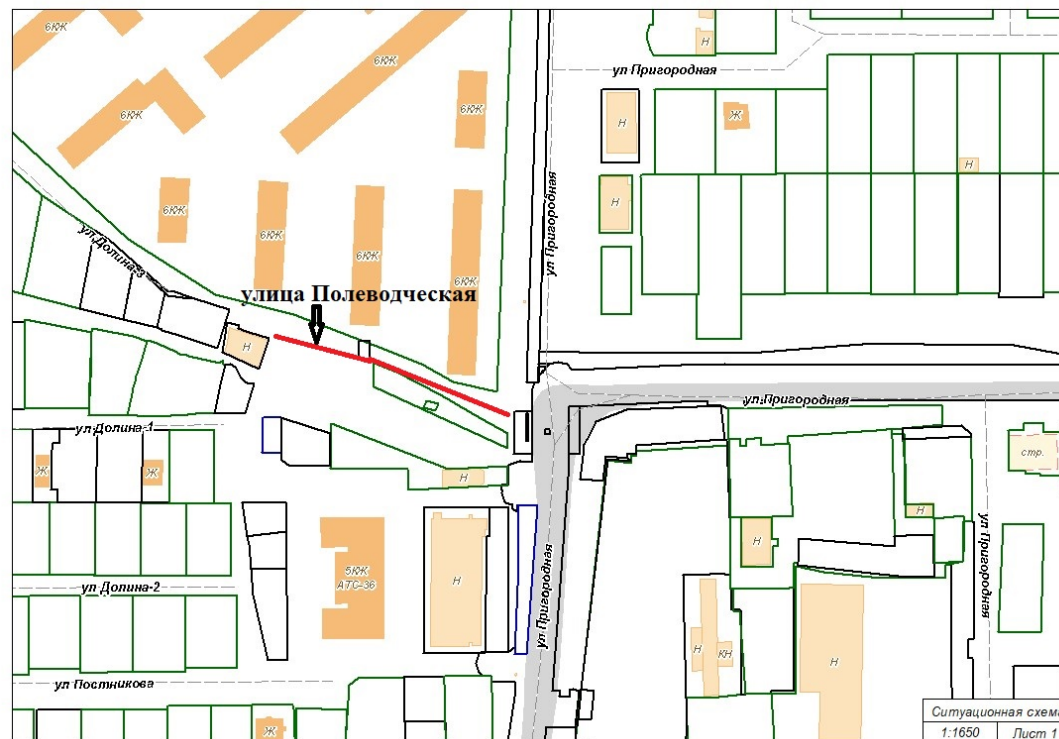 6КЖ
Н
ул Пригородная
6КЖ
6КЖ
6КЖ
6КЖ
Н
Ж
Н
6КЖ
6КЖ
6КЖ
6КЖ
Н
ул Пригородная
ул Долина-3
улица Полеводческая
Н
ул Пригородная
ул Долина-1
Ж
Ж
Н
стр.
Н
ул Пригородная
5КЖ
АТС-36
Н
ул Пригородная
Н
ул Долина-2
Н
КН
Н
ул Постникова
Ж
Ситуационная схема
1:1650
Лист 1